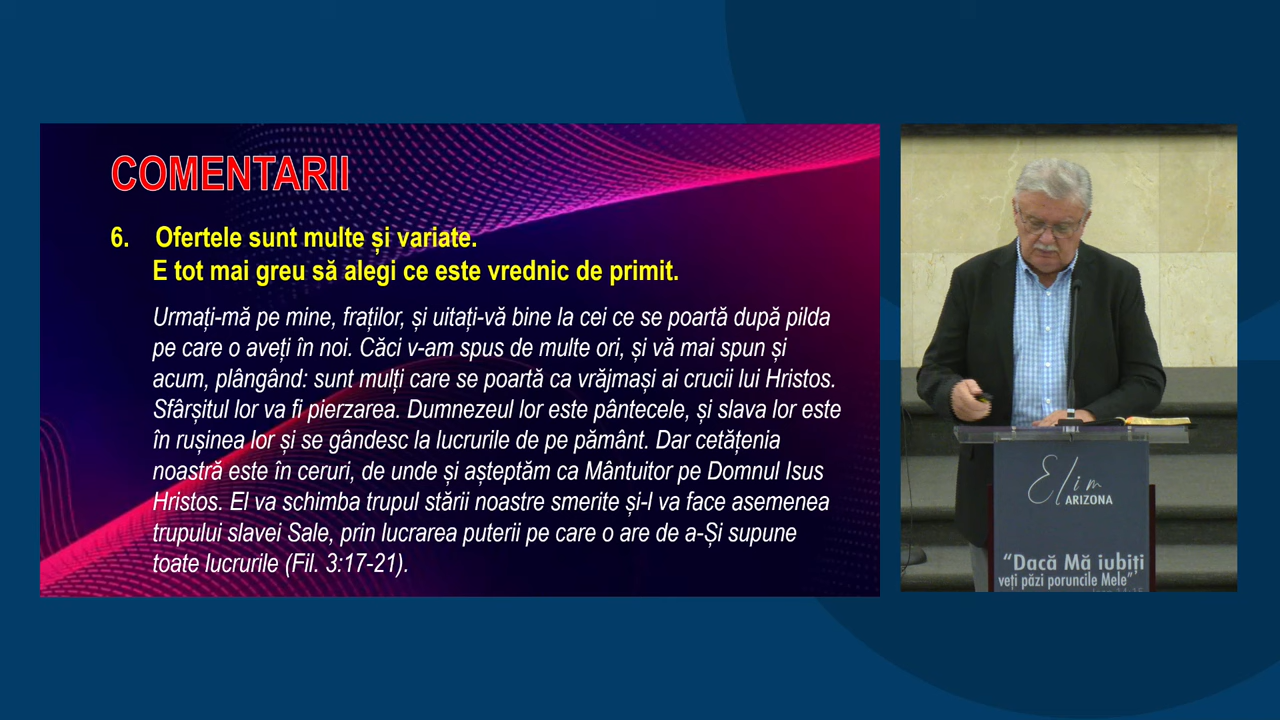 COMENTARII
6. Ofertele sunt multe și variate.
E tot mai greu să alegi ce este vrednic de primit.
Urmați-mă pe mine, fraților, și uitați-vă bine la cei ce se poartă după pilda
pe care o aveți în noi. Căci v-am spus de multe ori, și vă mai spun și
acum, plângând: sunt mulți care se poartă ca vrăjmași ai crucii lui Hristos.
Sfârșitul lor va fi pierzarea. Dumnezeul lor este pântecele, și slava lor este
în rușinea lor și se gândesc la lucrurile de pe pământ. Dar cetățenia
noastră este în ceruri, de unde și așteptăm ca Mântuitor pe Domnul Isus
Hristos. El va schimba trupul stării noastre smerite și-l va face asemenea
trupului slavei Sale, prin lucrarea puterii pe care o are de a-Și supune
toate lucrurile (Fil. 3:17-21).
Elim
ARIZONA
“Dacă Mă iubiți
veți păzi poruncile Mele”